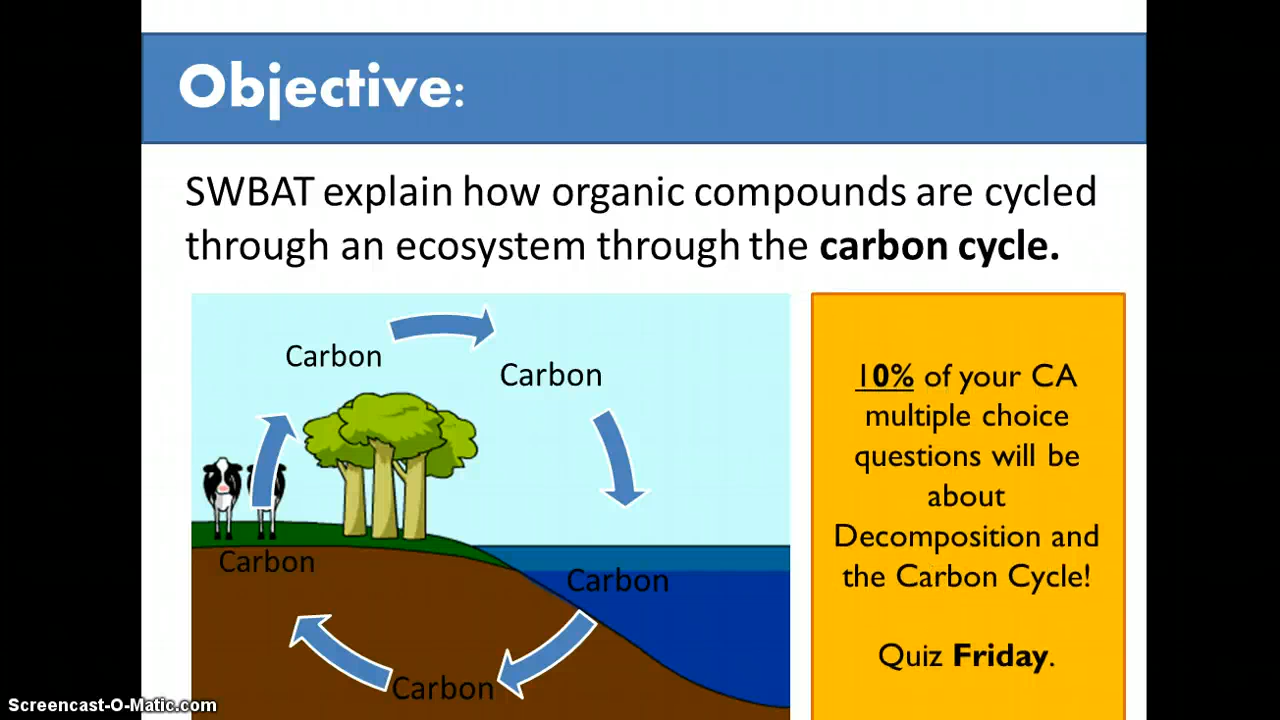 Objective:
SWBAT explain how organic compounds are cycled
through an ecosystem through the carbon cycle.
Carbon
Carbon
Carbon
Carbon
Carbon
10% of your CA
multiple choice
questions will be
about
Decomposition and
the Carbon Cycle!
Quiz Friday.
Screencast-O-Matic.com